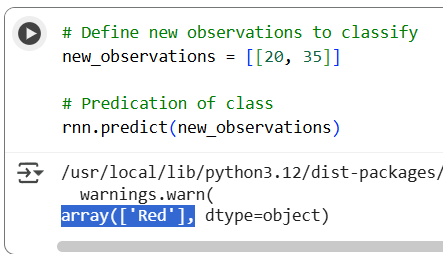 # Define new observations to classify
new_observations = [[20, 35]]
# Predication of class
rnn.predict(new_observations)
/usr/local/lib/python3.12/dist-packages/
warnings.warn(
array(['Red'], dtype=object)